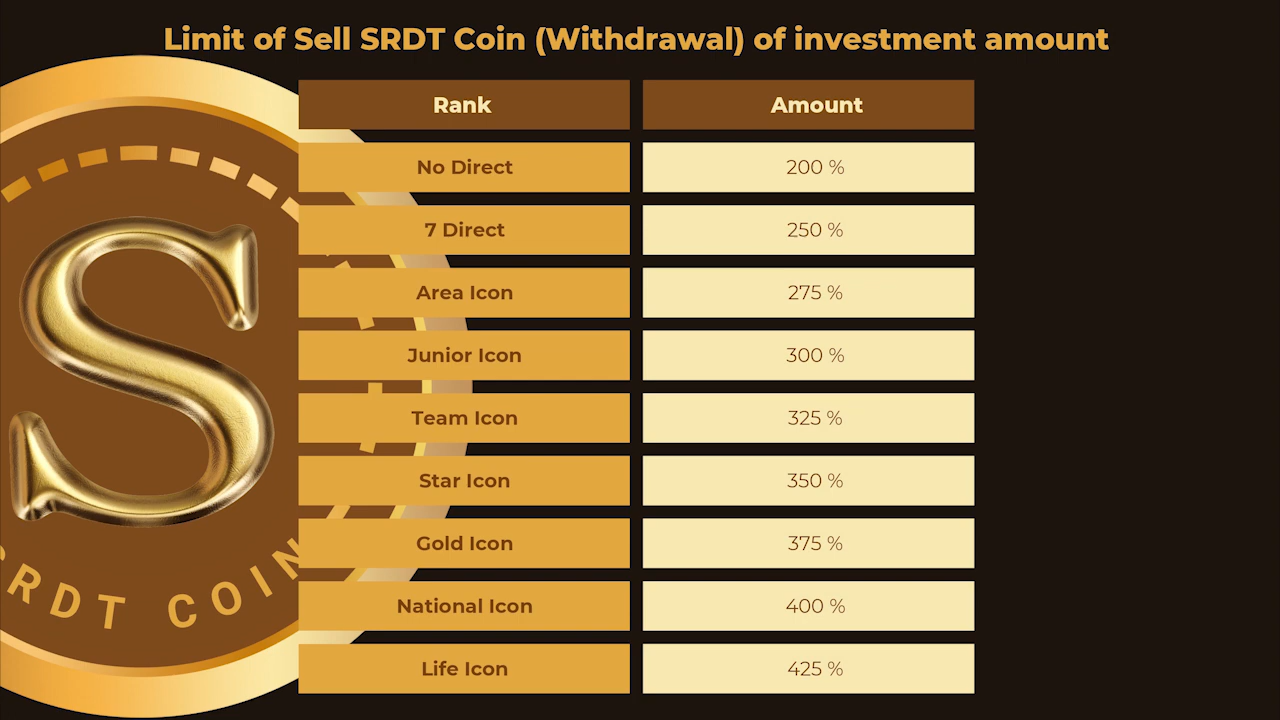 Limit of Sell SRDT Coin (Withdrawal) of investment amount
Rank Amount
No Direct 200 %
7 Direct 250 %
Area Icon 275 %
Junior Icon 300 %
Team Icon 325 %
Star Icon 350 %
Gold Icon 375 %
National Icon 400 %
Life Icon 425 %
S
SRDT COIN